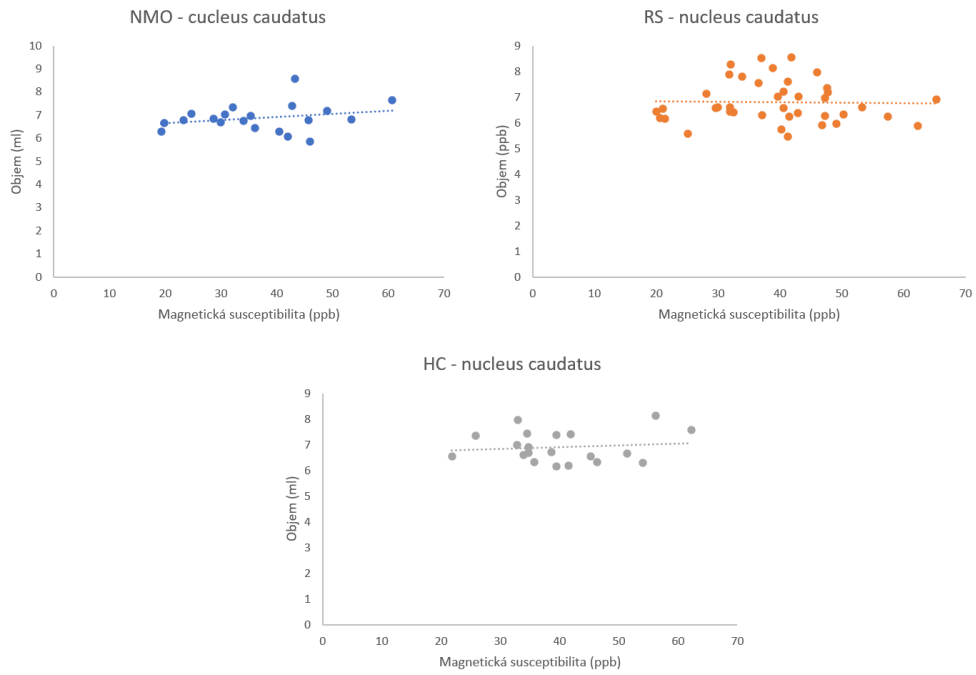 NMO - cucleus caudatus
10
9
8
7
6
5
4
3
2
1
0
Objem (ml)
0 10 20 30 40 50 60 70
Magnetická susceptibilita (ppb)
RS - nucleus caudatus
9
8
7
6
5
4
3
2
1
0
Objem (ppb)
0 10 20 30 40 50 60 70
Magnetická susceptibilita (ppb)
HC - nucleus caudatus
9
8
7
6
5
4
3
2
1
0
Objem (ml)
0 10 20 30 40 50 60 70
Magnetická susceptibilita (ppb)